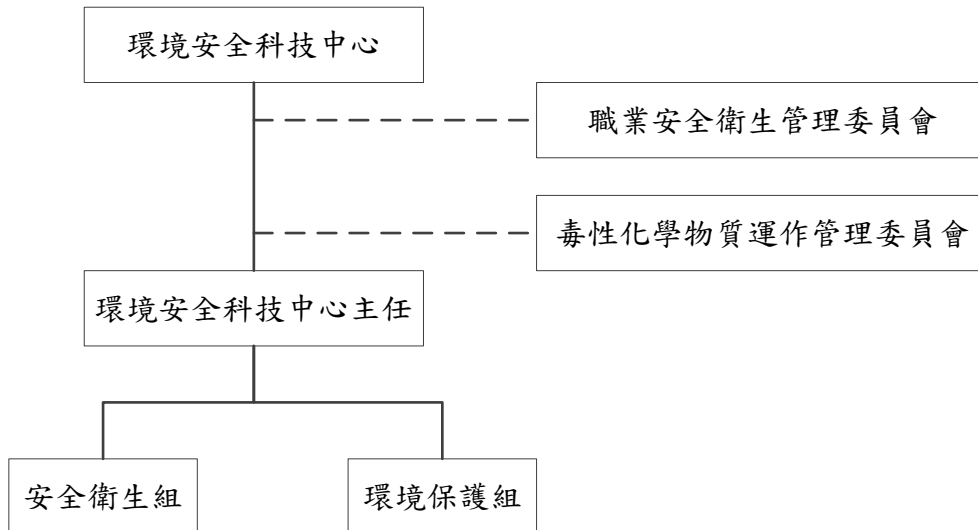 環境安全科技中心
職業安全衛生管理委員會
毒性化學物質運作管理委員會
環境安全科技中心主任
安全衛生組
環境保護組